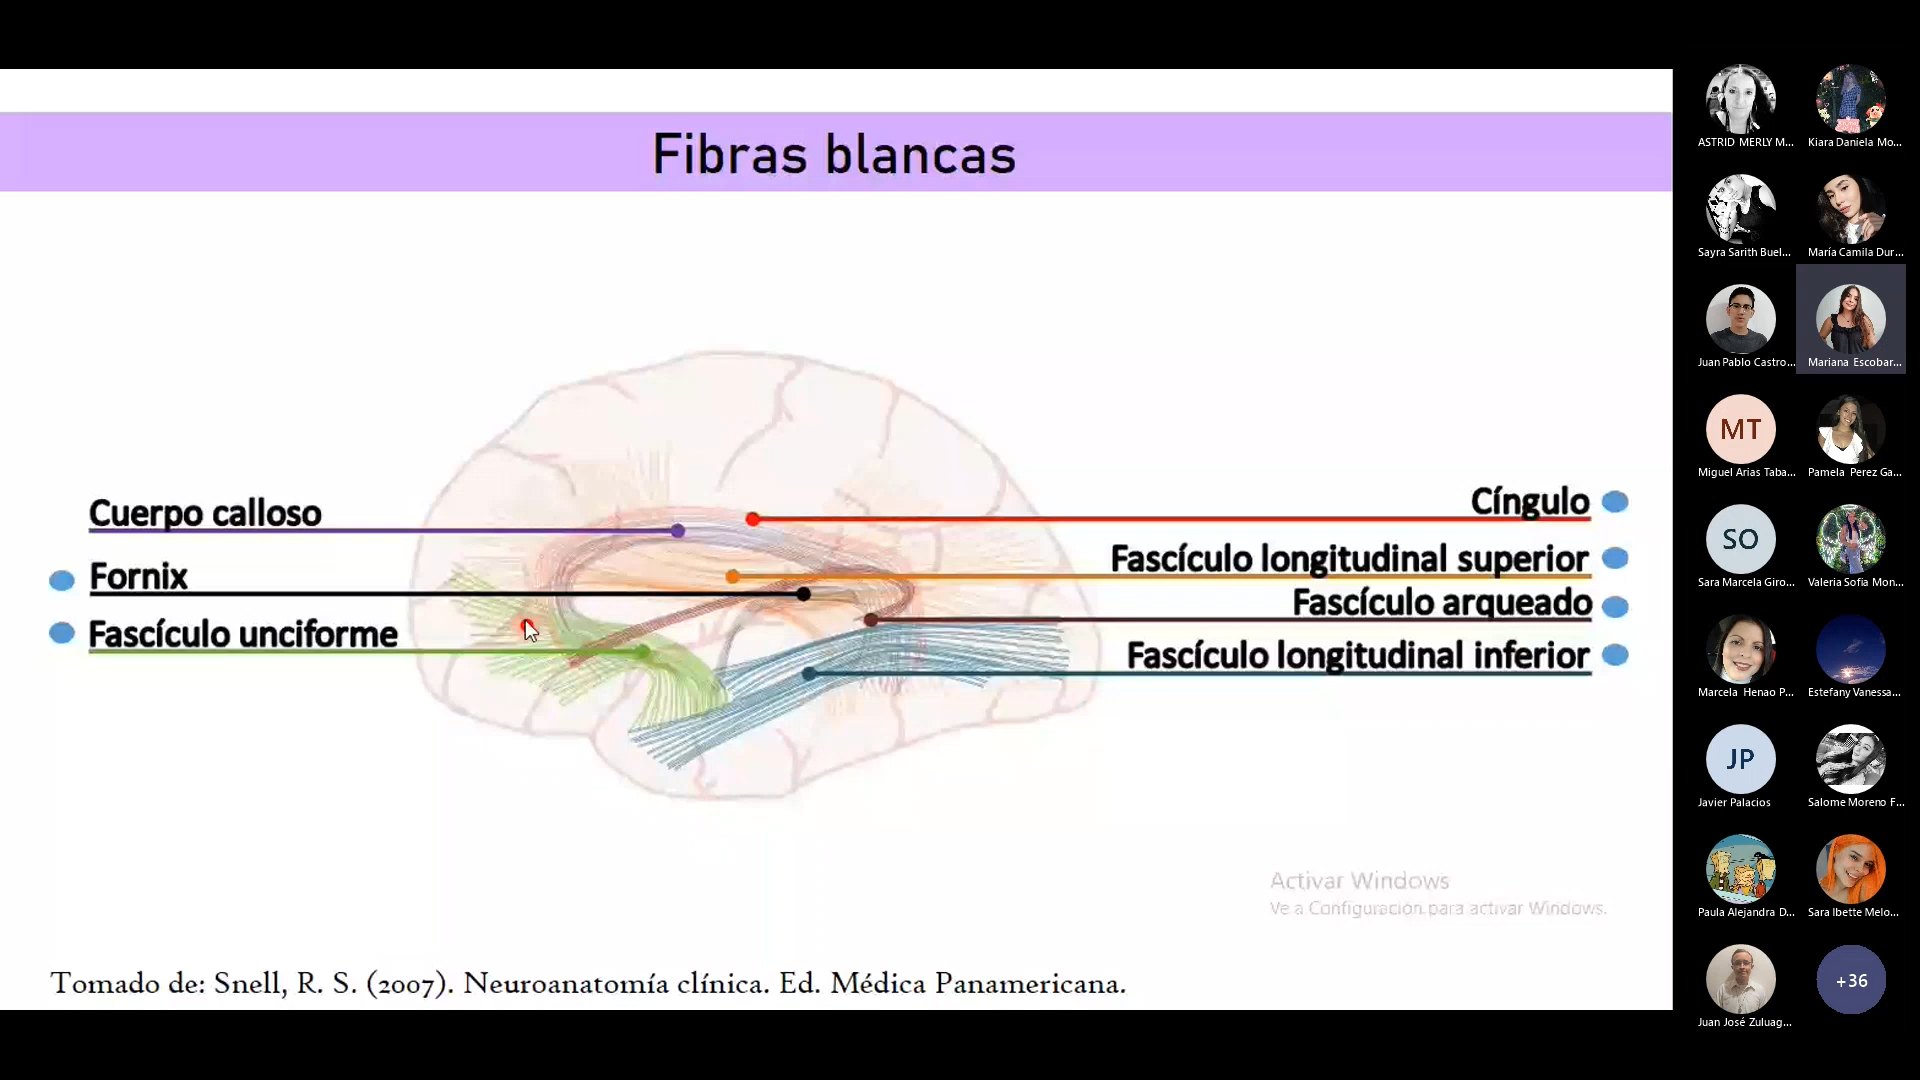 Fibras blancas
Cuerpo calloso
Fornix
Fascículo unciforme
Cíngulo
Fascículo longitudinal superior
Fascículo arqueado
Fascículo longitudinal inferior
Activar Windows
Ve a Configuración para activar Windows.
Tomado de: Snell, R. S. (2007). Neuroanatomía clínica. Ed. Médica Panamericana.
ASTRID MERLY M...
Kiara Daniela Mo...
Sayra Sarith Buel...
María Camila Dur...
Juan Pablo Castro...
Mariana Escobar...
MT
Miguel Arias Taba...
Pamela Perez Ga...
SO
Sara Marcela Giro...
Valeria Sofia Mon...
Marcela Henao P...
Estefany Vanessa...
JP
Javier Palacios
Salome Moreno F...
Paula Alejandra D...
Sara Ibette Melo...
Juan José Zuluag...
+36